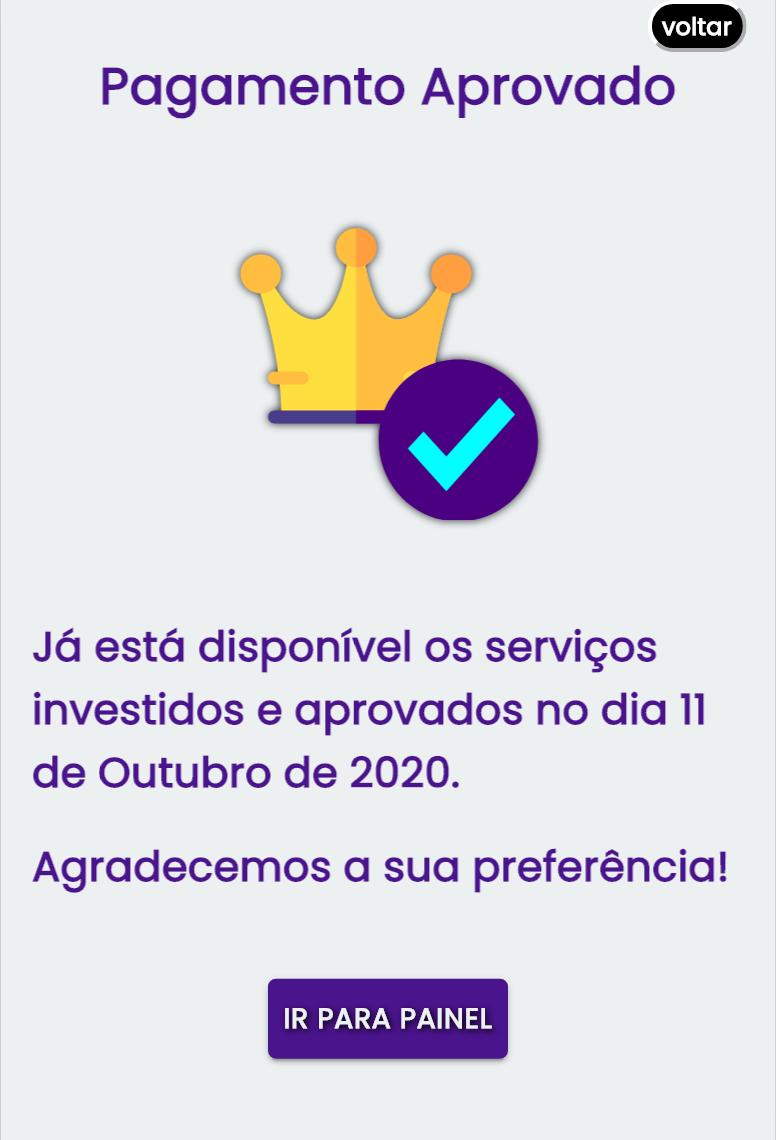 voltar
Pagamento Aprovado
Já está disponível os serviços
investidos e aprovados no dia 11
de Outubro de 2020.
Agradecemos a sua preferência!
IR PARA PAINEL